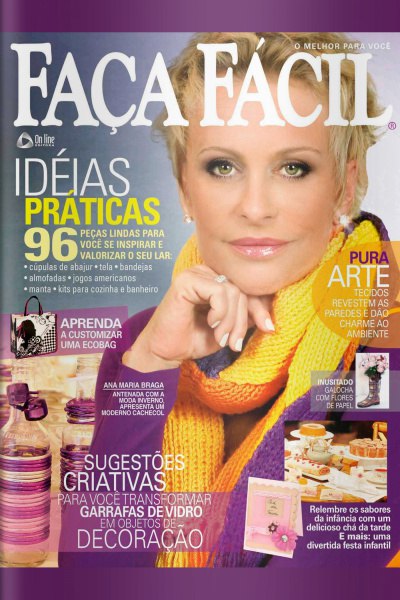 O MELHOR PARA VOCÊ
FAÇA FÁCIL®
On line
EDITORA
IDÉIAS
PRÁTICAS
96
PEÇAS LINDAS PARA
VOCÊ SE INSPIRAR E
VALORIZAR O SEU LAR:
• cúpulas de abajur • tela • bandejas
• almofadas • jogos americanos
• manta • kits para cozinha e banheiro
APRENDA
A CUSTOMIZAR
UMA ECOBAG
PURA
ARTE
TECIDOS
REVESTEM AS
PAREDES E DÃO
CHARME AO
AMBIENTE
INUSITADO
GALOCHA
COM FLORES
DE PAPEL
ANA MARIA BRAGA
ANTENADA COM A
MODA INVERNO,
APRESENTA UM
MODERNO CACHECOL
SUGESTÕES
CRIATIVAS
PARA VOCÊ TRANSFORMAR
GARRAFAS DE VIDRO
EM OBJETOS DE
DECORAÇÃO
Relembre os sabores
da infância com um
delicioso chá da tarde
E mais: uma
divertida festa infantil